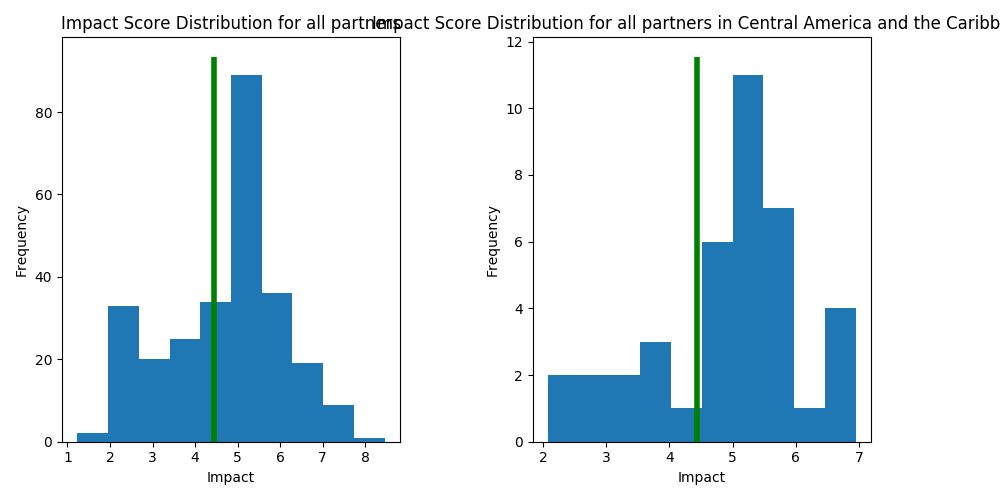 Impact Score Distribution for all partners
Impact Score Distribution for all partners in Central America and the Caribb
Frequency
80
60
40
20
0
1 2 3 4 5 6 7 8
Impact
Frequency
12
10
8
6
4
2
0
2 3 4 5 6 7
Impact